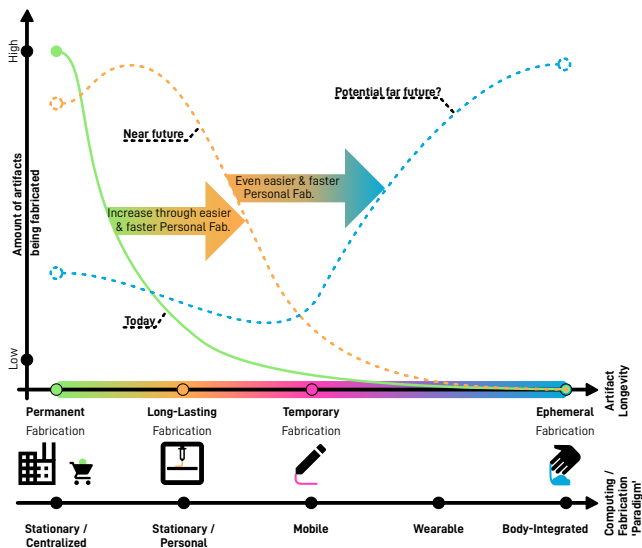 High
Potential far future?
Near future
Even easier & faster
Personal Fab.
Increase through easier
& faster Personal Fab.
Amount of artifacts
being fabricated
Today
Low
Artifact
Longevity
Permanent
Fabrication
Long-Lasting
Fabrication
Temporary
Fabrication
Ephemeral
Fabrication
Computing /
Fabrication
'Paradigm'
Stationary /
Centralized
Stationary /
Personal
Mobile
Wearable
Body-Integrated